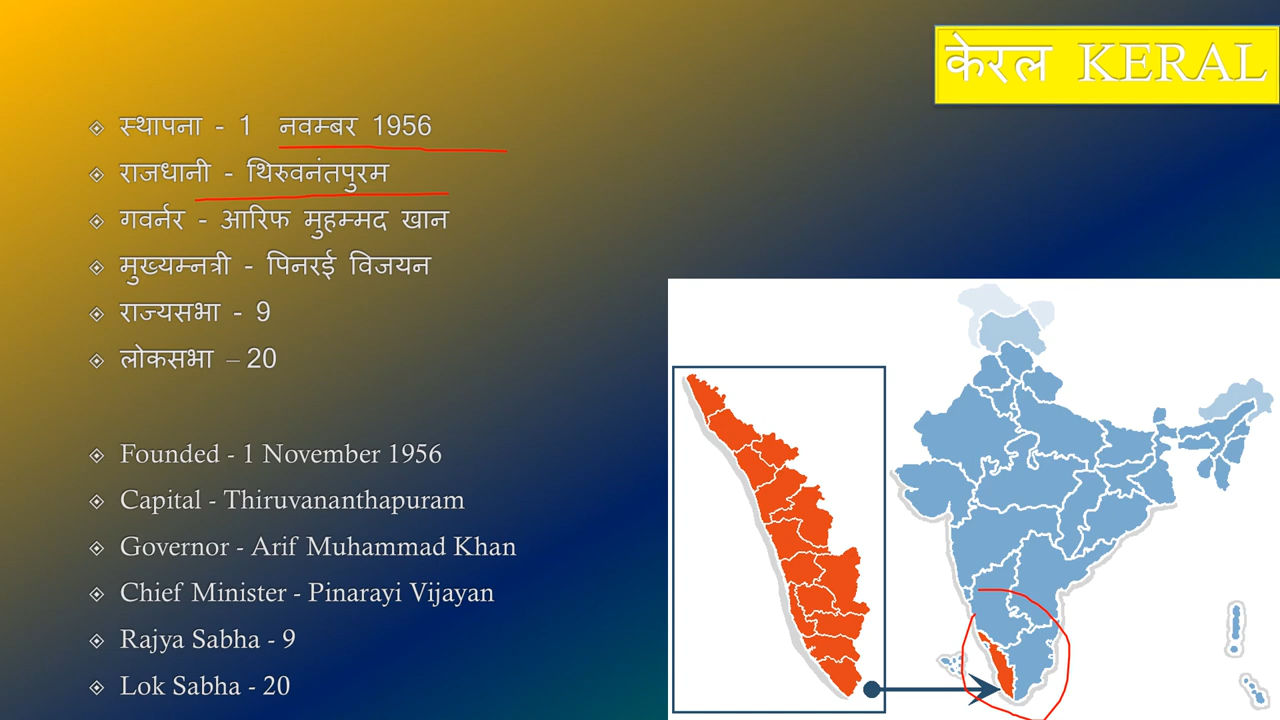 केरल KERAL
स्थापना - 1 नवम्बर 1956
राजधानी - थिरुवनंतपुरम
गवर्नर - आरिफ मुहम्मद खान
मुख्यम्नत्री - पिनरई विजयन
राज्यसभा - 9
लोकसभा – 20
Founded - 1 November 1956
Capital - Thiruvananthapuram
Governor - Arif Muhammad Khan
Chief Minister - Pinarayi Vijayan
Rajya Sabha - 9
Lok Sabha - 20